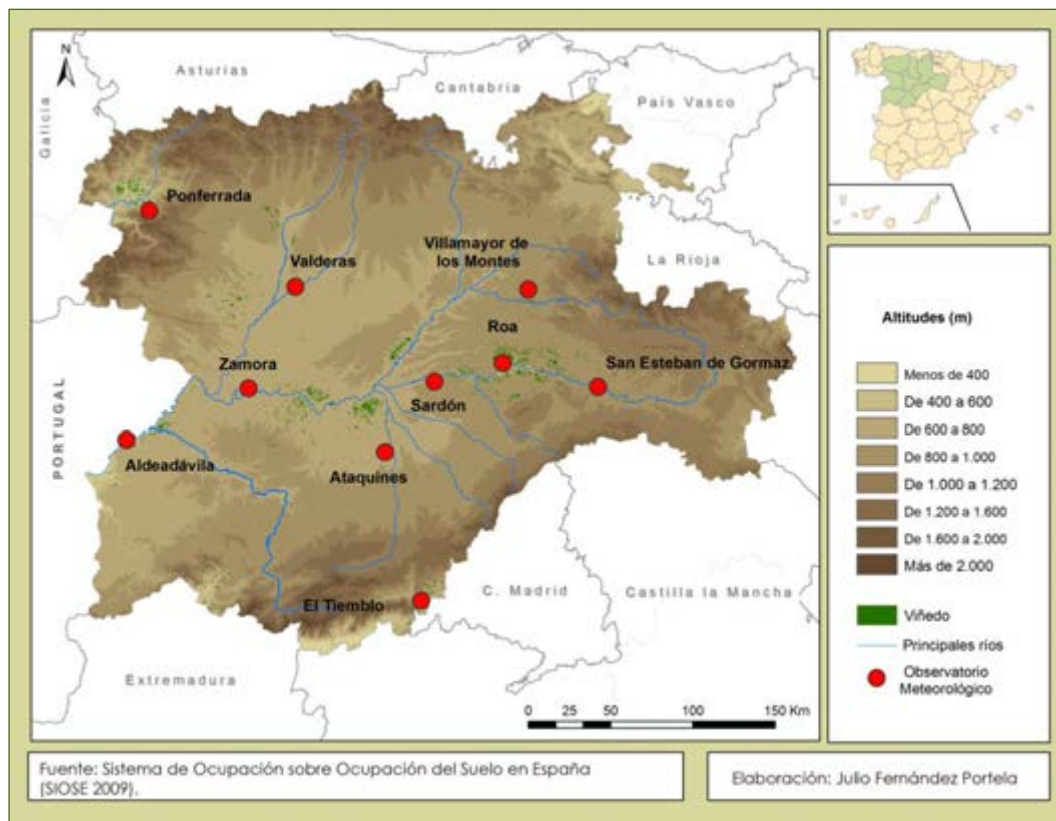 N
Asturias
Cantabria
País Vasco
Galicia
Ponferrada
Valderas
Villamayor de
los Montes
La Rioja
Roa
Zamora
San Esteban de Gormaz
Sardón
PORTUGAL
Aldeadávila
Ataquines
El Tiemblo
C. Madrid
Castilla la Mancha
Extremadura
0 25 50 100 150 Km
Altitudes (m)
Menos de 400
De 400 a 600
De 600 a 800
De 800 a 1.000
De 1.000 a 1.200
De 1.200 a 1.600
De 1.600 a 2.000
Más de 2.000
Viñedo
Principales ríos
Observatorio
Meteorológico
Fuente: Sistema de Ocupación sobre Ocupación del Suelo en España
(SIOSE 2009).
Elaboración: Julio Fernández Portela